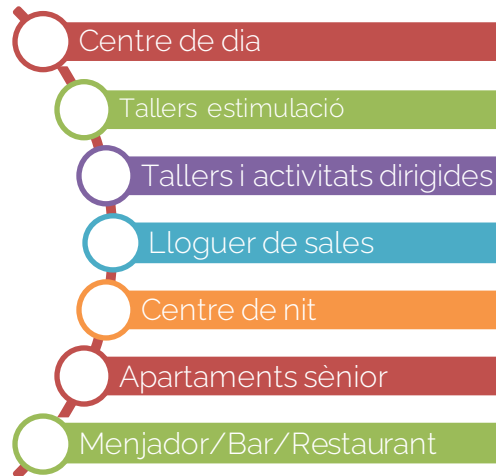 Centre de dia
Tallers estimulació
Tallers i activitats dirigides
Lloguer de sales
Centre de nit
Apartaments sènior
Menjador/Bar/Restaurant